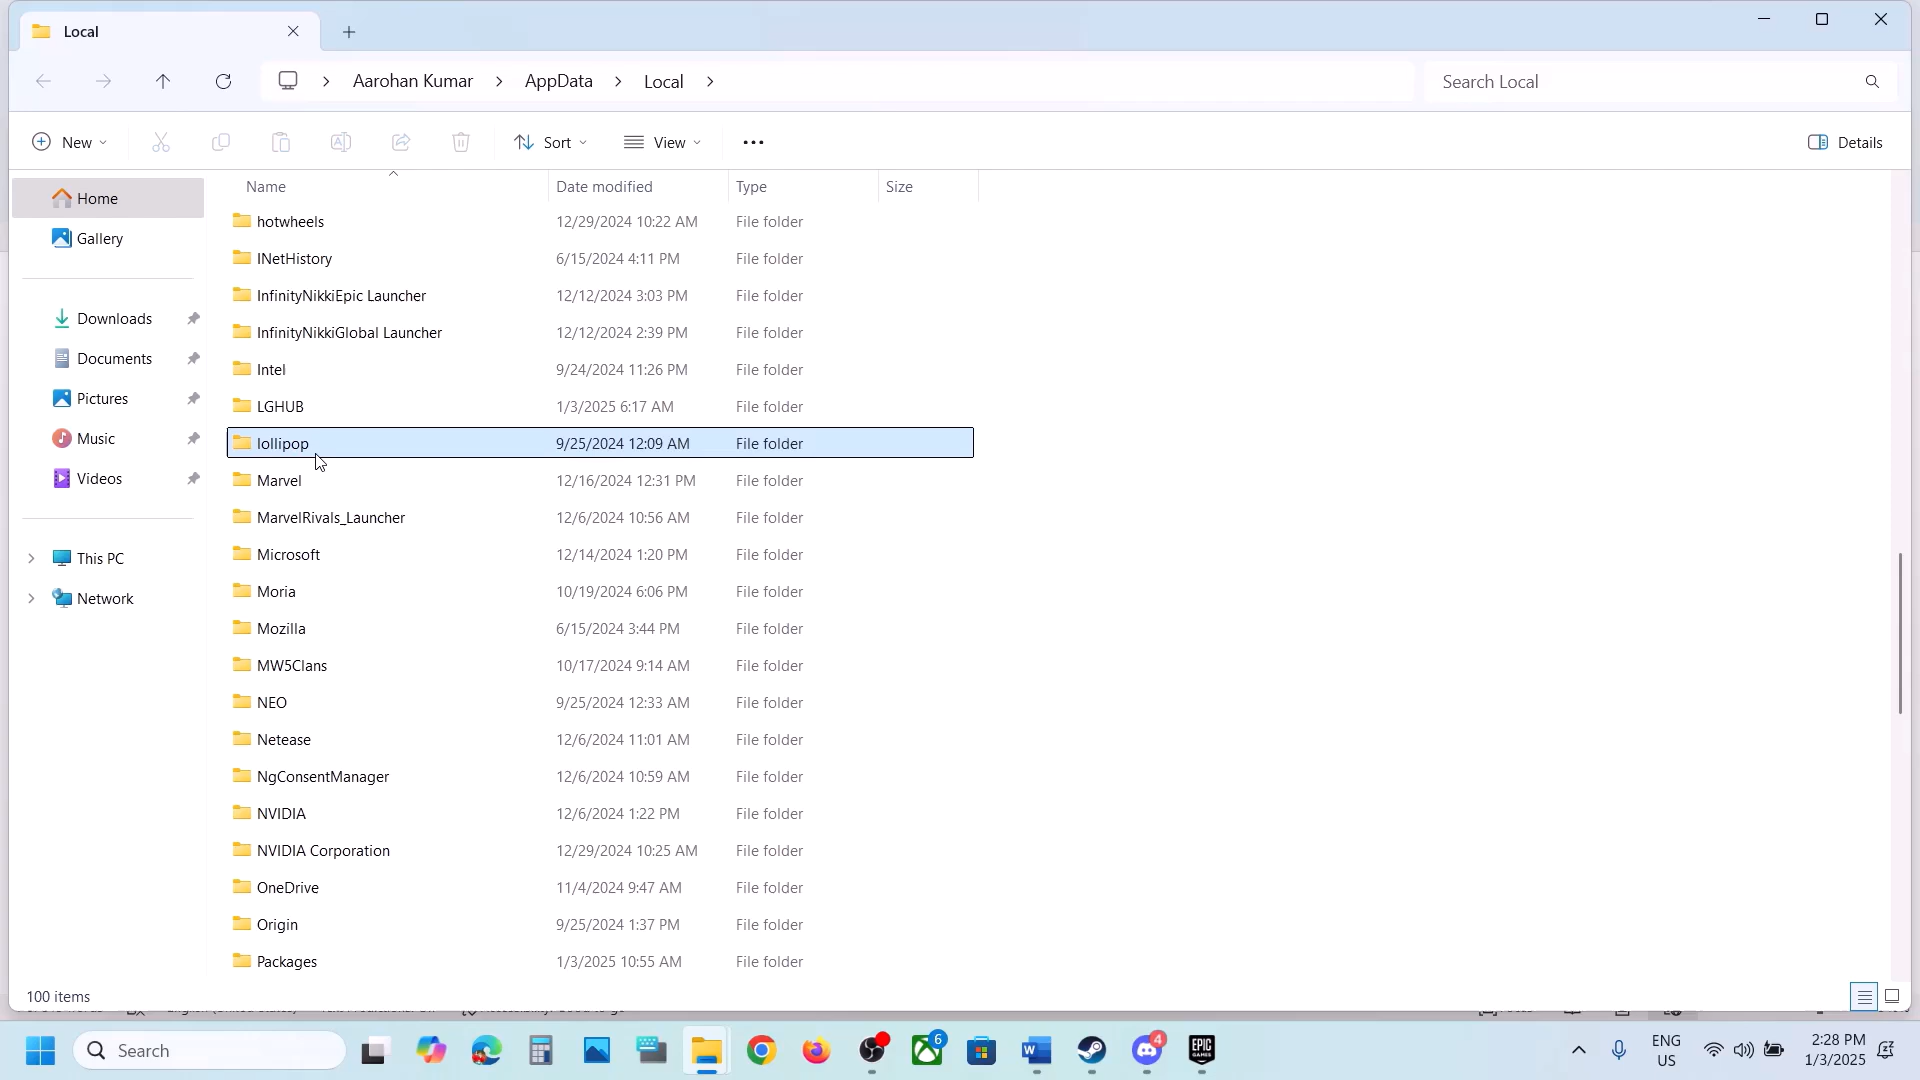 Local
Aarohan Kumar > AppData > Local >
Search Local
New
Sort
View
Details
Home
Gallery
Downloads
Documents
Pictures
Music
Videos
This PC
Network
Name Date modified Type Size
hotwheels 12/29/2024 10:22 AM File folder
INetHistory 6/15/2024 4:11 PM File folder
InfinityNikkiEpic Launcher 12/12/2024 3:03 PM File folder
InfinityNikkiGlobal Launcher 12/12/2024 2:39 PM File folder
Intel 9/24/2024 11:26 PM File folder
LGHUB 1/3/2025 6:17 AM File folder
lollipop 9/25/2024 12:09 AM File folder
Marvel 12/16/2024 12:31 PM File folder
MarvelRivals_Launcher 12/6/2024 10:56 AM File folder
Microsoft 12/14/2024 1:20 PM File folder
Moria 10/19/2024 6:06 PM File folder
Mozilla 6/15/2024 3:44 PM File folder
MW5Clans 10/17/2024 9:14 AM File folder
NEO 9/25/2024 12:33 AM File folder
Netease 12/6/2024 11:01 AM File folder
NgConsentManager 12/6/2024 10:59 AM File folder
NVIDIA 12/6/2024 1:22 PM File folder
NVIDIA Corporation 12/29/2024 10:25 AM File folder
OneDrive 11/4/2024 9:47 AM File folder
Origin 9/25/2024 1:37 PM File folder
Packages 1/3/2025 10:55 AM File folder
100 items
Search
6
4
EPIC GAMES
ENG
US
2:28 PM
1/3/2025